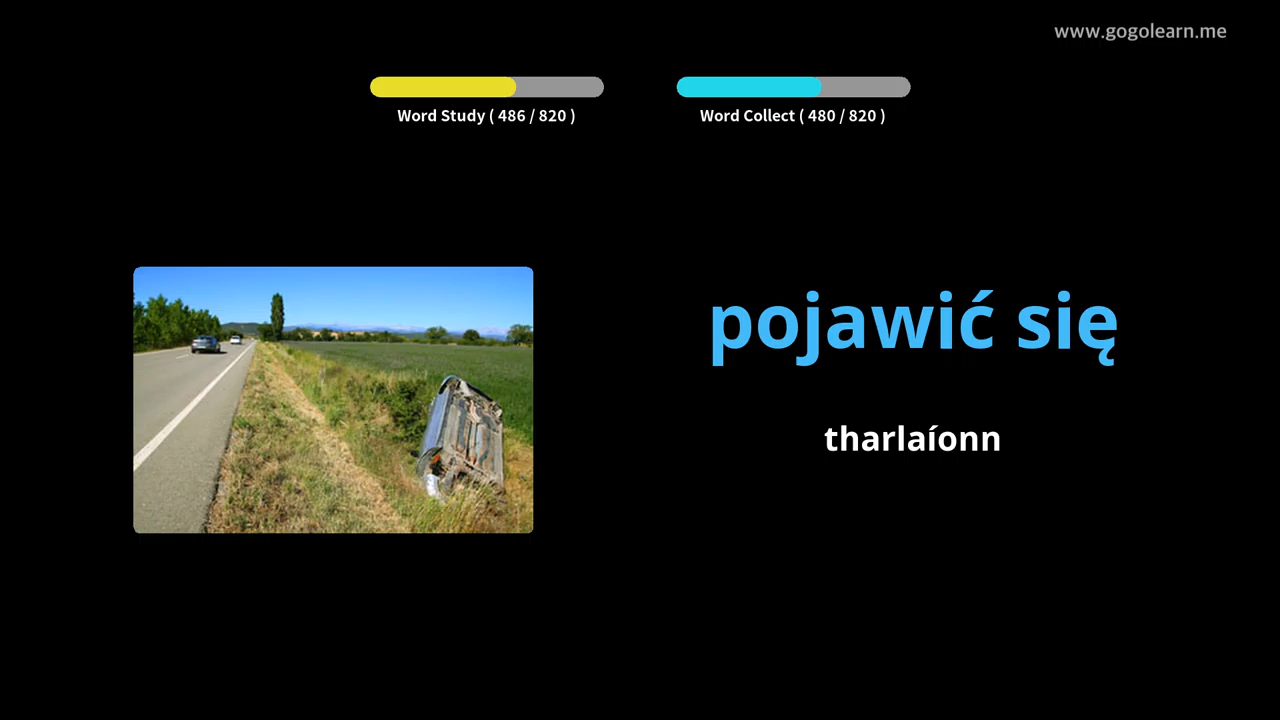 www.gogolearn.me
Word Study ( 486 / 820 )
Word Collect ( 480 / 820 )
pojawić się
tharlaíonn